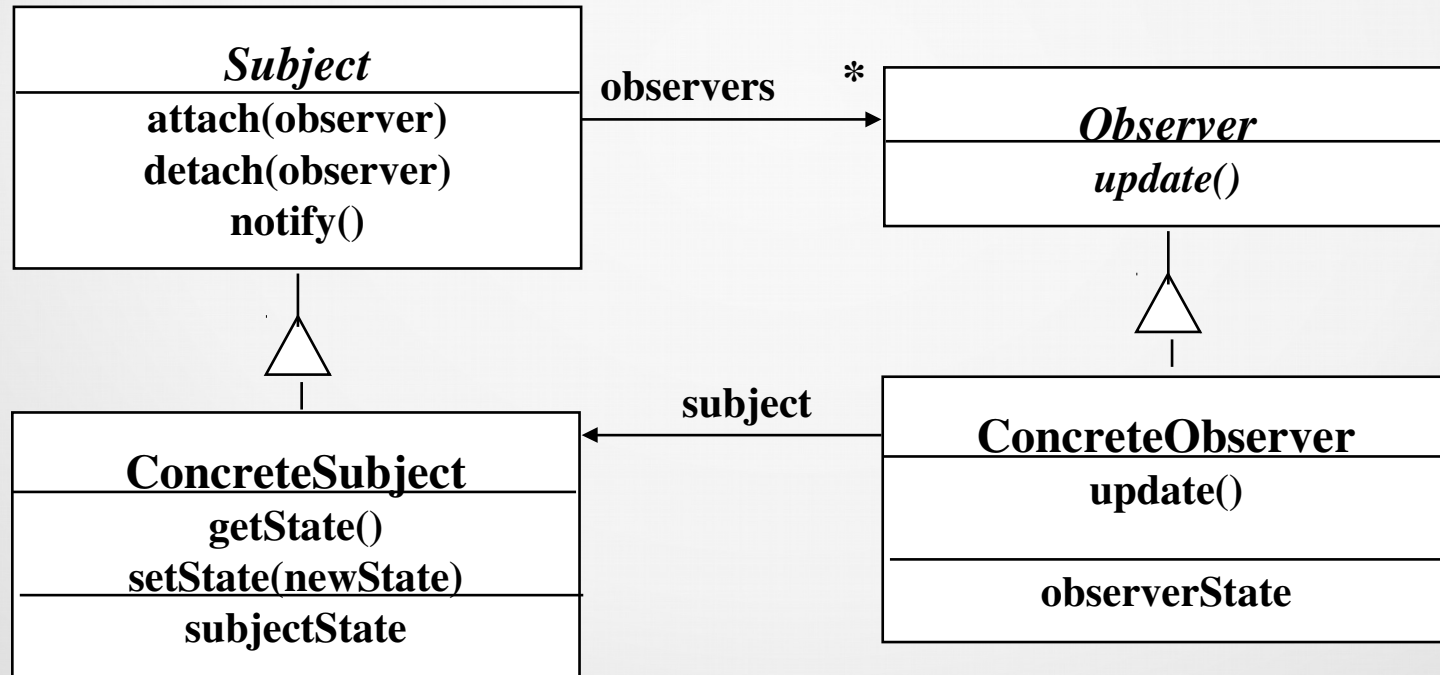 Subject
attach(observer)
detach(observer)
notify()
observers *
Observer
update()
subject
ConcreteSubject
getState()
setState(newState)
subjectState
ConcreteObserver
update()
observerState